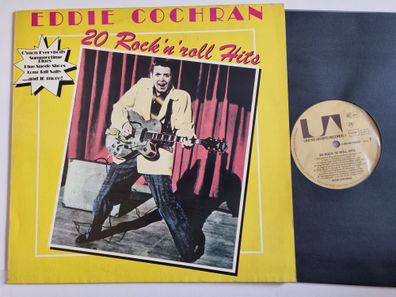 EDDIE COCHRAN
20 Rock'n'roll Hits
C'mon Everybody
Summertime
Blues
Blue Suede Shoes
Long Tall Sally
...and 16 more!
UNITED ARTISTS RECORDS
20 ROCK 'N' ROLL HITS